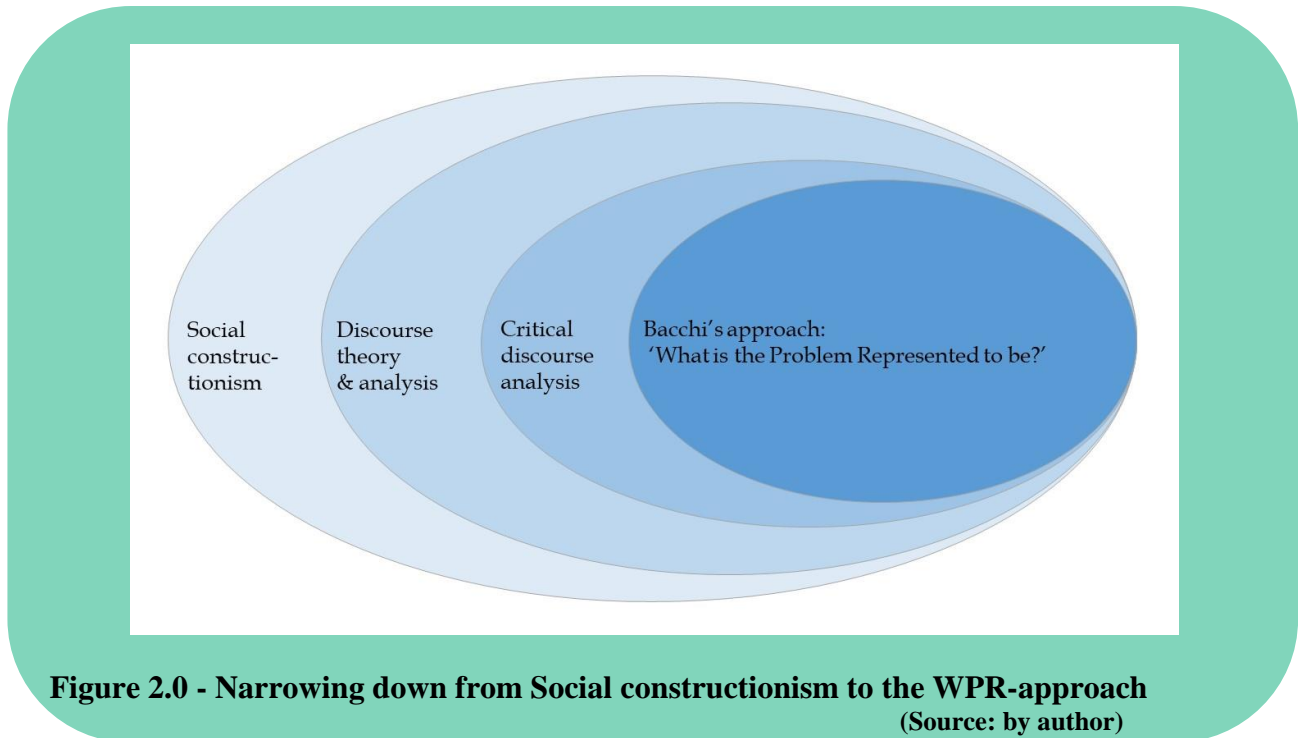 Social
construc-
tionism
Discourse
theory
& analysis
Critical
discourse
analysis
Bacchi’s approach:
‘What is the Problem Represented to be?’
Figure 2.0 - Narrowing down from Social constructionism to the WPR-approach
(Source: by author)